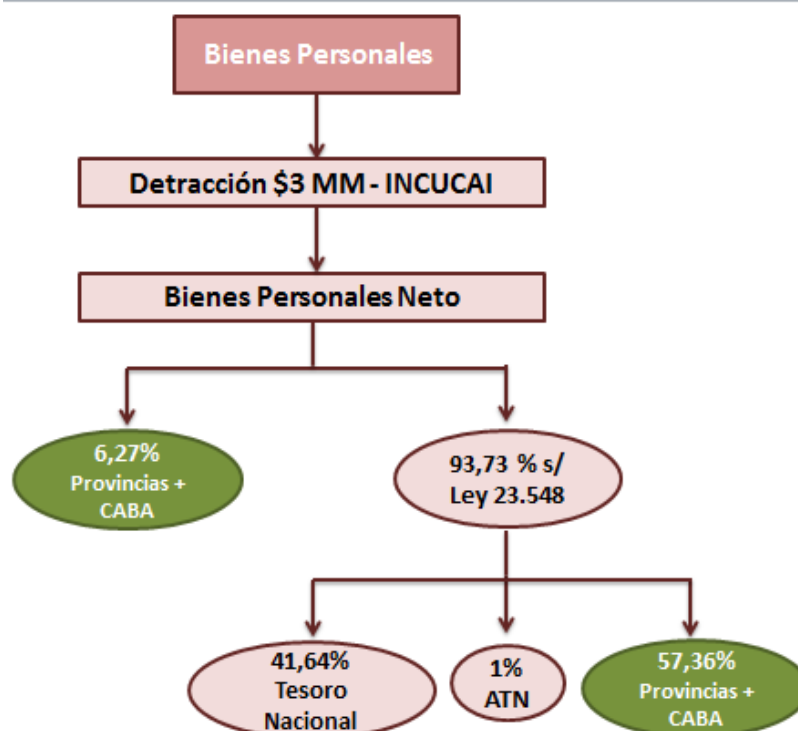 Bienes Personales
Detracción $3 MM - INCUCAI
Bienes Personales Neto
6,27%
Provincias +
CABA
93,73 % s/
Ley 23.548
41,64%
Tesoro
Nacional
1%
ATN
57,36%
Provincias +
CABA